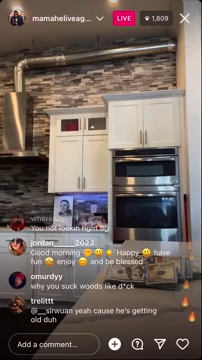 mamaheliveag...
LIVE
1,809
You not lookin right bg
jordan_____2023
Good morning 🌞😃☀️ Happy 😃 have
fun 🤩 enjoy 😄 and be blessed
omurdyy
why you suck woods like d*ck
trelittt
@__sirwuan yeah cause he's getting
old duh
Add a comment...